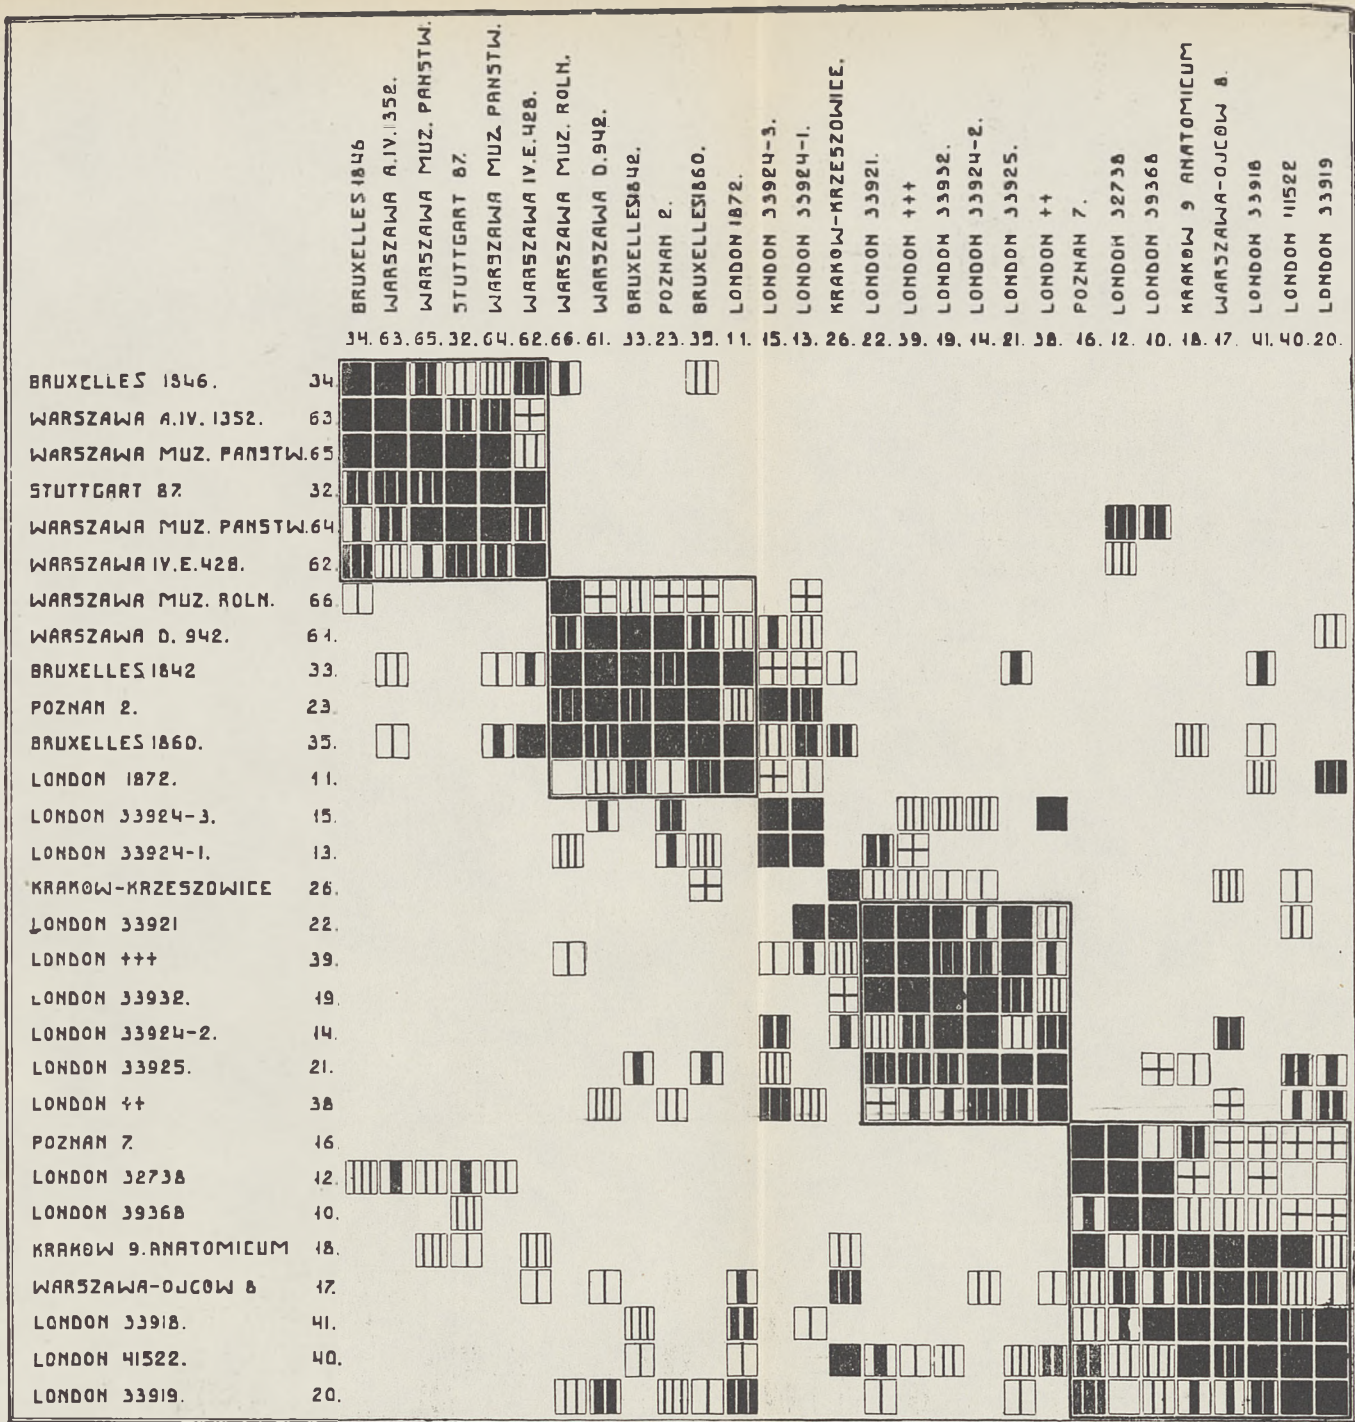 BRUXELLES 1846
WARSZAWA A.IV.1352.
WARSZAWA MUZ. PANSTW.
STUTTGART 87.
WARSZAWA MUZ. PANSTW.
WARSZAWA IV.E.428.
WARSZAWA MUZ. ROLN.
WARSZAWA D.942.
BRUXELLES 1842.
POZNAN 2.
BRUXELLES 1860.
LONDON 1872.
LONDON 33924-3.
LONDON 33924-1.
KRAKOW-KRZESZOWICE.
LONDON 33921.
LONDON +++
LONDON 33932.
LONDON 33924-2.
LONDON 33925.
LONDON ++
POZNAN 7.
LONDON 32738
LONDON 39368
KRAKOW 9 ANATOMICUM
WARSZAWA-OJCOW 8.
LONDON 33918
LONDON 41522
LONDON 33919
34. 63. 65. 32. 64. 62. 66. 61. 33. 23. 35. 11. 15. 13. 26. 22. 39. 19. 14. 21. 38. 16. 12. 10. 18. 17. 41. 40. 20.
BRUXELLES 1846. 34
WARSZAWA A.IV. 1352. 63
WARSZAWA MUZ. PANSTW. 65
STUTTGART 87. 32
WARSZAWA MUZ. PANSTW. 64
WARSZAWA IV.E.428. 62
WARSZAWA MUZ. ROLN. 66
WARSZAWA D. 942. 61.
BRUXELLES 1842 33.
POZNAN 2. 23.
BRUXELLES 1860. 35.
LONDON 1872. 11.
LONDON 33924-3. 15.
LONDON 33924-1. 13.
KRAKOW-KRZESZOWICE 26.
LONDON 33921 22.
LONDON +++ 39.
LONDON 33932. 19.
LONDON 33924-2. 14.
LONDON 33925. 21.
LONDON ++ 38
POZNAN 7. 16.
LONDON 32738 12.
LONDON 39368 10.
KRAKOW 9. ANATOMICUM 18.
WARSZAWA-OJCOW 8 17.
LONDON 33918. 41.
LONDON 41522. 40.
LONDON 33919. 20.